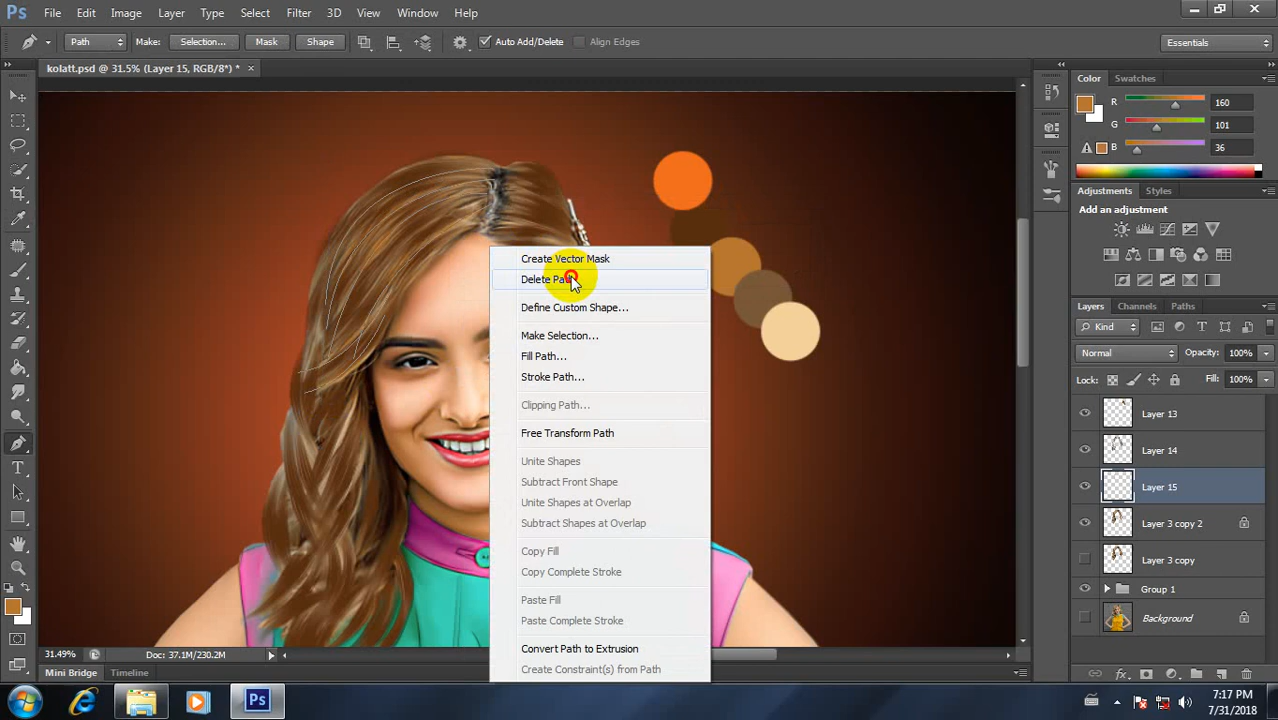 Ps File Edit Image Layer Type Select Filter 3D View Window Help
Path Make: Selection... Mask Shape Auto Add/Delete Align Edges Essentials
kolatt.psd @ 31.5% (Layer 15, RGB/8*) * ×
Color Swatches
R 160
G 101
B 36
Adjustments Styles
Add an adjustment
Layers Channels Paths
Kind
Normal Opacity: 100%
Lock: Fill: 100%
Layer 13
Layer 14
Layer 15
Layer 3 copy 2
Layer 3 copy
Group 1
Background
Create Vector Mask
Delete Path
Define Custom Shape...
Make Selection...
Fill Path...
Stroke Path...
Clipping Path...
Free Transform Path
Unite Shapes
Subtract Front Shape
Unite Shapes at Overlap
Subtract Shapes at Overlap
Copy Fill
Copy Complete Stroke
Paste Fill
Paste Complete Stroke
Convert Path to Extrusion
Create Constraint(s) from Path
31.49% Doc: 37.1M/230.2M
Mini Bridge Timeline
Ps
7:17 PM
7/31/2018